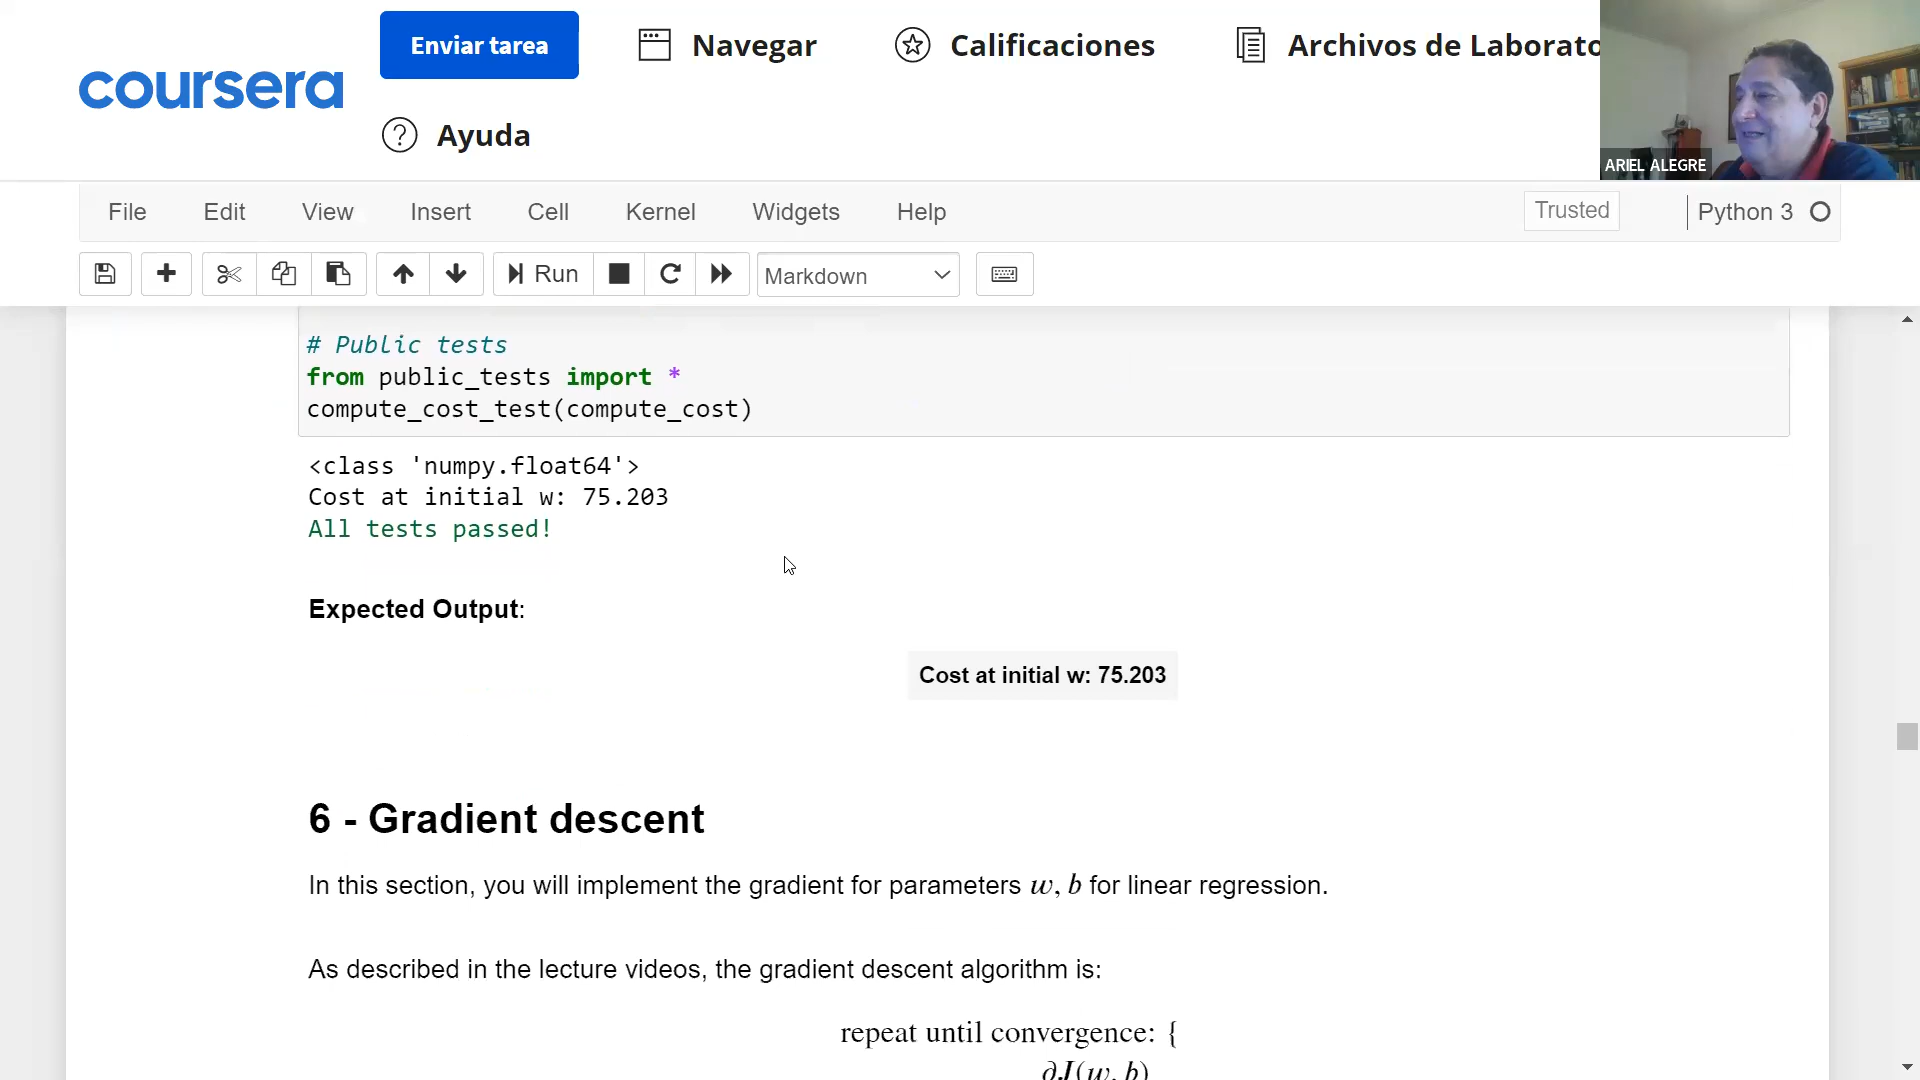 Enviar tarea
Navegar
Calificaciones
Archivos de Laborato
coursera
Ayuda
ARIEL ALEGRE
File Edit View Insert Cell Kernel Widgets Help
Trusted
Python 3
Run
Markdown
# Public tests
from public_tests import *
compute_cost_test(compute_cost)
<class 'numpy.float64'>
Cost at initial w: 75.203
All tests passed!
Expected Output:
Cost at initial w: 75.203
6 - Gradient descent
In this section, you will implement the gradient for parameters w, b for linear regression.
As described in the lecture videos, the gradient descent algorithm is:
repeat until convergence: {
∂J(w, b)